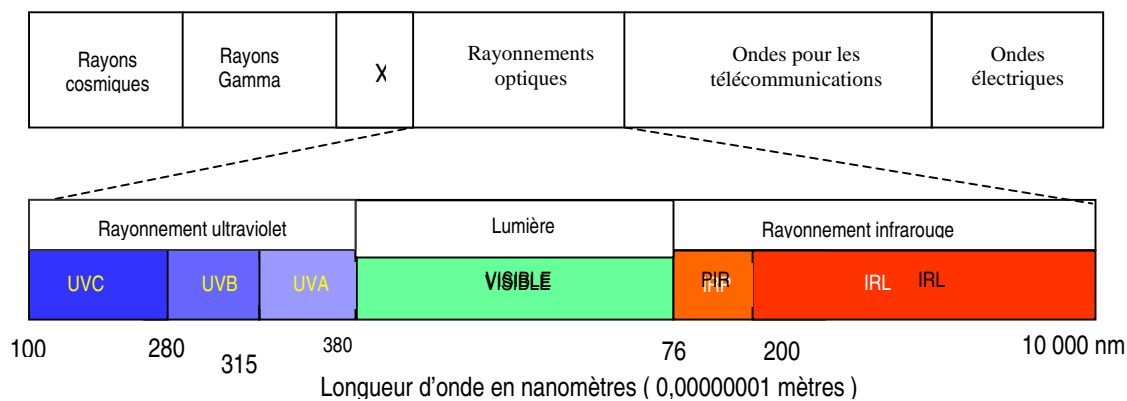 Rayons
cosmiques
Rayons
Gamma
X
Rayonnements
optiques
Ondes pour les
télécommunications
Ondes
électriques
Rayonnement ultraviolet
Lumière
Rayonnement infrarouge
UVC
UVB
UVA
VISIBLE
PIR
IRL
IRL
100
280
315
380
76
200
10 000 nm
Longueur d'onde en nanomètres ( 0,00000001 mètres )